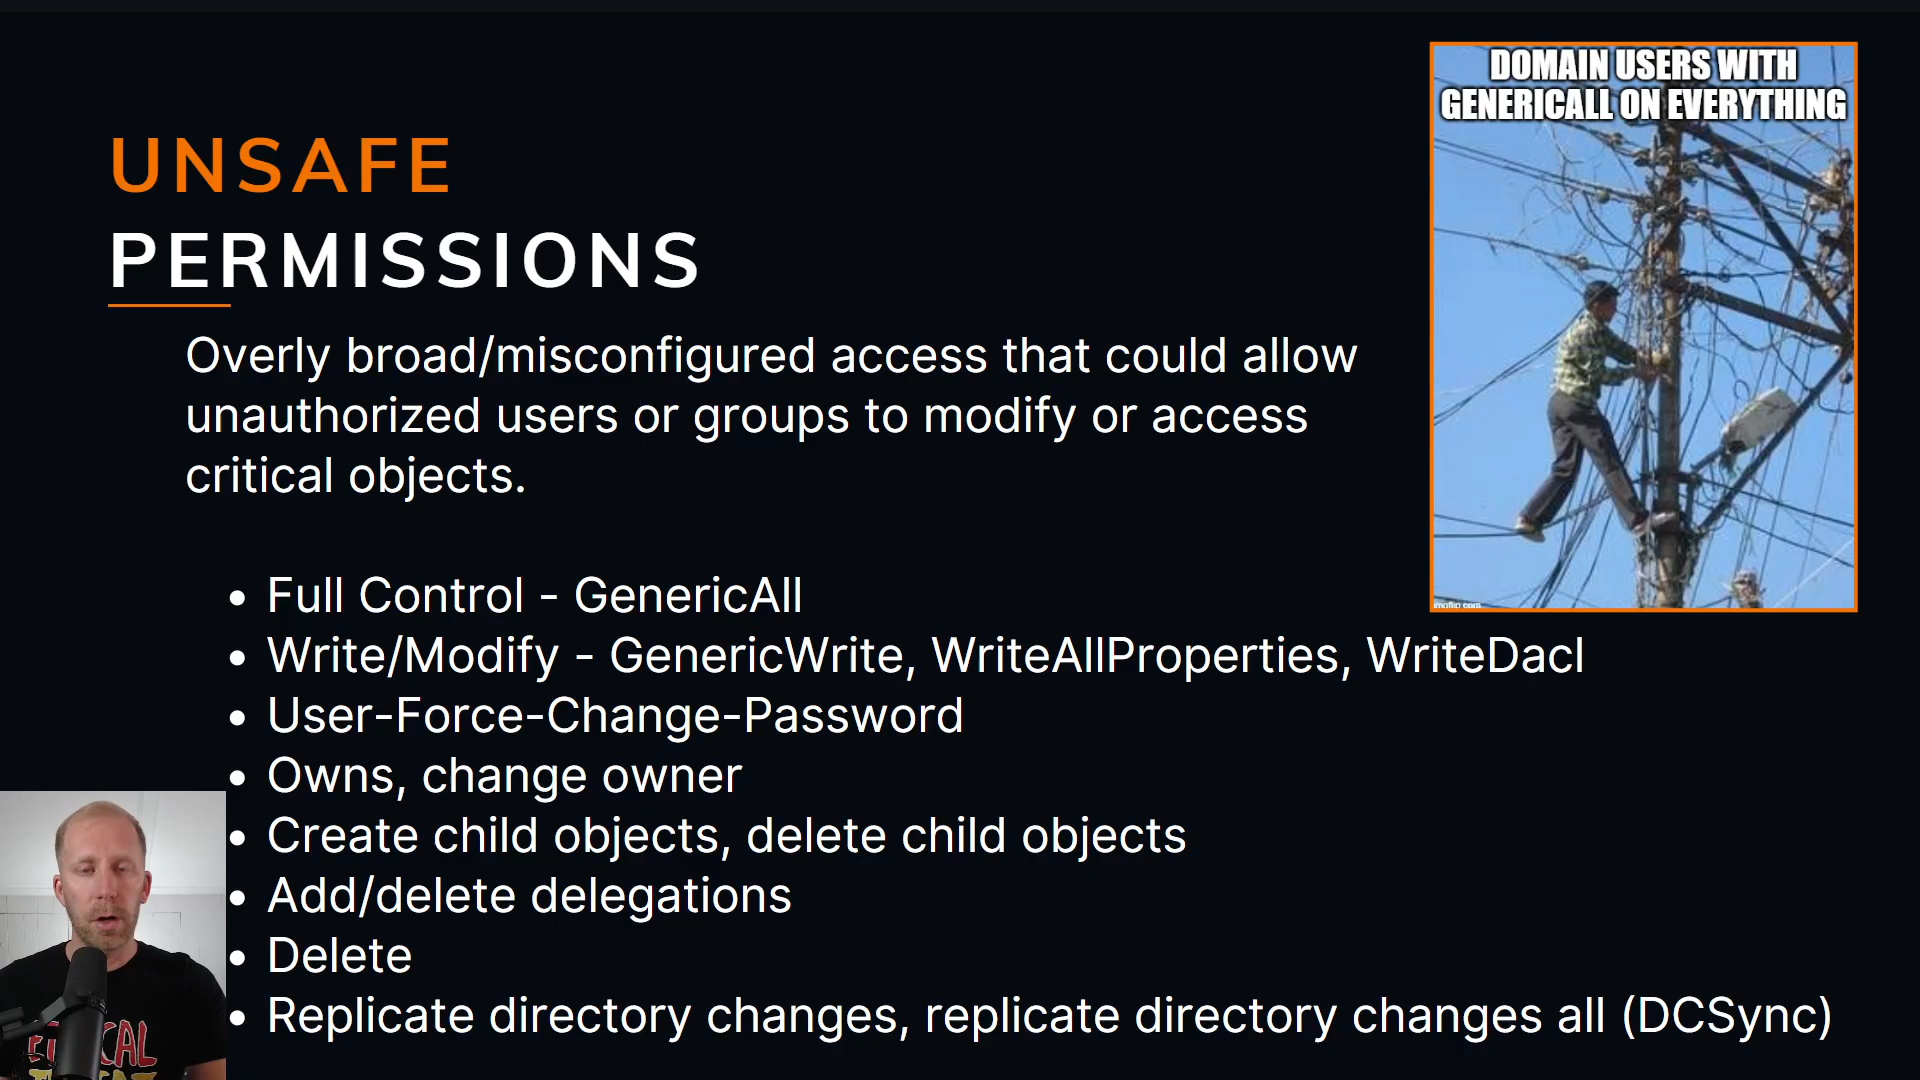 DOMAIN USERS WITH
GENERICALL ON EVERYTHING
UNSAFE
PERMISSIONS
Overly broad/misconfigured access that could allow
unauthorized users or groups to modify or access
critical objects.
• Full Control - GenericAll
• Write/Modify - GenericWrite, WriteAllProperties, WriteDacl
• User-Force-Change-Password
• Owns, change owner
• Create child objects, delete child objects
• Add/delete delegations
• Delete
• Replicate directory changes, replicate directory changes all (DCSync)
imgflip.com